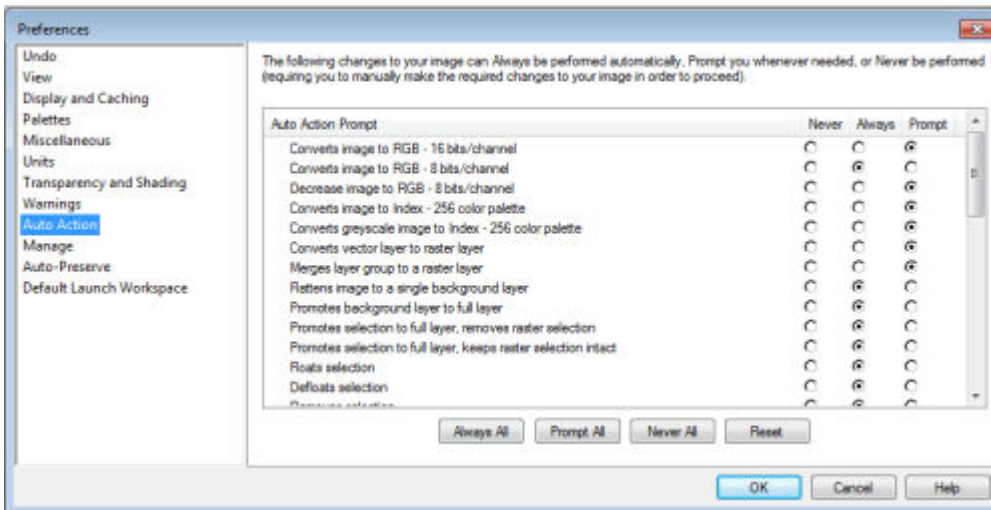 Preferences
Undo
View
Display and Caching
Palettes
Miscellaneous
Units
Transparency and Shading
Warnings
Auto Action
Manage
Auto-Preserve
Default Launch Workspace
The following changes to your image can Always be performed automatically, Prompt you whenever needed, or Never be performed
(requiring you to manually make the required changes to your image in order to proceed).
Auto Action Prompt Never Always Prompt
Converts image to RGB - 16 bits/channel
Converts image to RGB - 8 bits/channel
Decrease image to RGB - 8 bits/channel
Converts image to Index - 256 color palette
Converts greyscale image to Index - 256 color palette
Converts vector layer to raster layer
Merges layer group to a raster layer
Flattens image to a single background layer
Promotes background layer to full layer
Promotes selection to full layer, removes raster selection
Promotes selection to full layer, keeps raster selection intact
Floats selection
Defloats selection
Removes selection
Always All Prompt All Never All Reset
OK Cancel Help